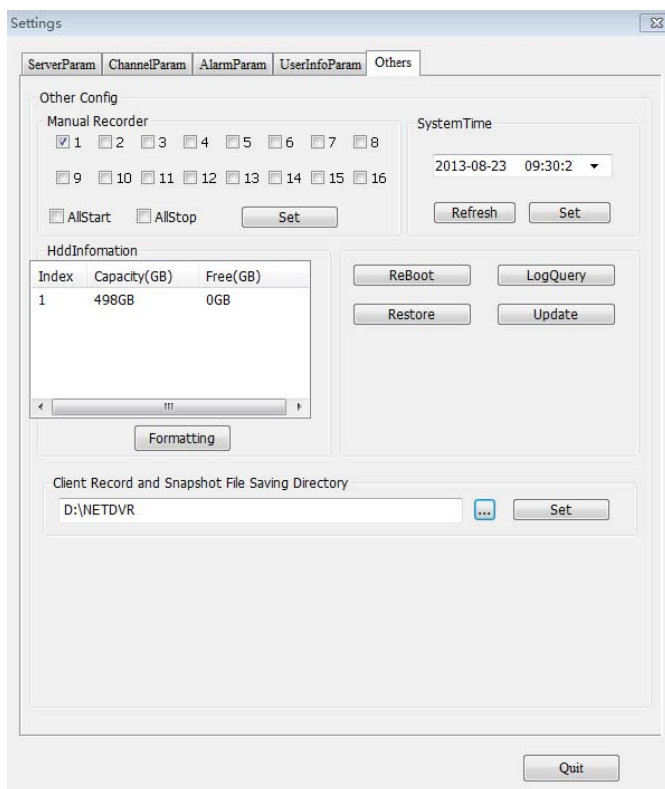 Settings
ServerParam ChannelParam AlarmParam UserInfoParam Others
Other Config
Manual Recorder
1 2 3 4 5 6 7 8
9 10 11 12 13 14 15 16
AllStart AllStop Set
SystemTime
2013-08-23 09:30:2
Refresh Set
HddInfomation
Index Capacity(GB) Free(GB)
1 498GB 0GB
Formatting
ReBoot LogQuery
Restore Update
Client Record and Snapshot File Saving Directory
D:\NETDVR ... Set
Quit